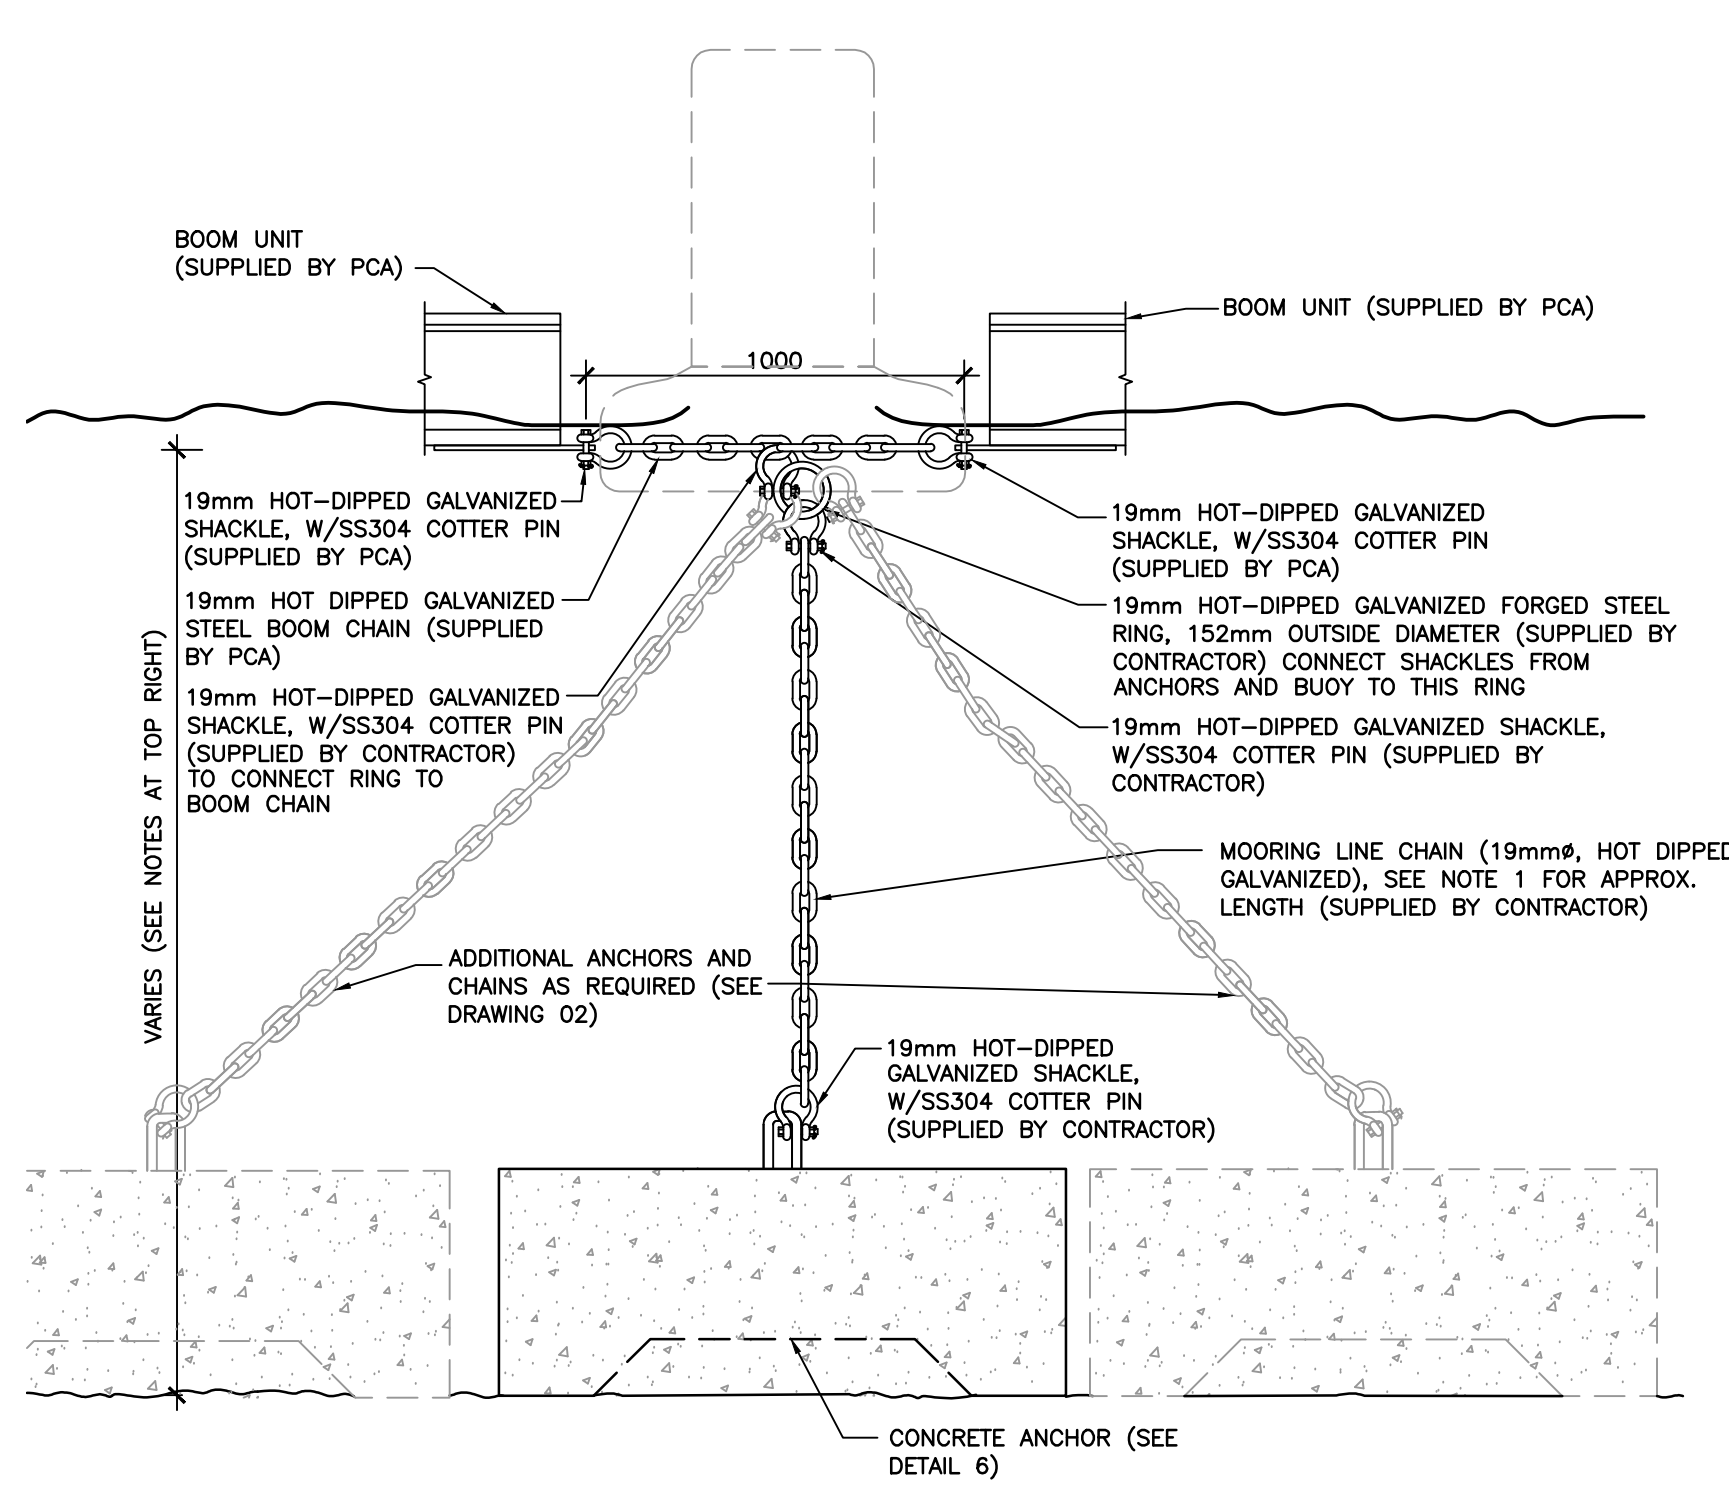 BOOM UNIT
(SUPPLIED BY PCA)
BOOM UNIT (SUPPLIED BY PCA)
1000
19mm HOT-DIPPED GALVANIZED
SHACKLE, W/SS304 COTTER PIN
(SUPPLIED BY PCA)
19mm HOT DIPPED GALVANIZED
STEEL BOOM CHAIN (SUPPLIED
BY PCA)
19mm HOT-DIPPED GALVANIZED
SHACKLE, W/SS304 COTTER PIN
(SUPPLIED BY CONTRACTOR)
TO CONNECT RING TO
BOOM CHAIN
VARIES (SEE NOTES AT TOP RIGHT)
19mm HOT-DIPPED GALVANIZED
SHACKLE, W/SS304 COTTER PIN
(SUPPLIED BY PCA)
19mm HOT-DIPPED GALVANIZED FORGED STEEL
RING, 152mm OUTSIDE DIAMETER (SUPPLIED BY
CONTRACTOR) CONNECT SHACKLES FROM
ANCHORS AND BUOY TO THIS RING
19mm HOT-DIPPED GALVANIZED SHACKLE,
W/SS304 COTTER PIN (SUPPLIED BY
CONTRACTOR)
MOORING LINE CHAIN (19mmø, HOT DIPPED
GALVANIZED), SEE NOTE 1 FOR APPROX.
LENGTH (SUPPLIED BY CONTRACTOR)
ADDITIONAL ANCHORS AND
CHAINS AS REQUIRED (SEE
DRAWING 02)
19mm HOT-DIPPED
GALVANIZED SHACKLE,
W/SS304 COTTER PIN
(SUPPLIED BY CONTRACTOR)
CONCRETE ANCHOR (SEE
DETAIL 6)